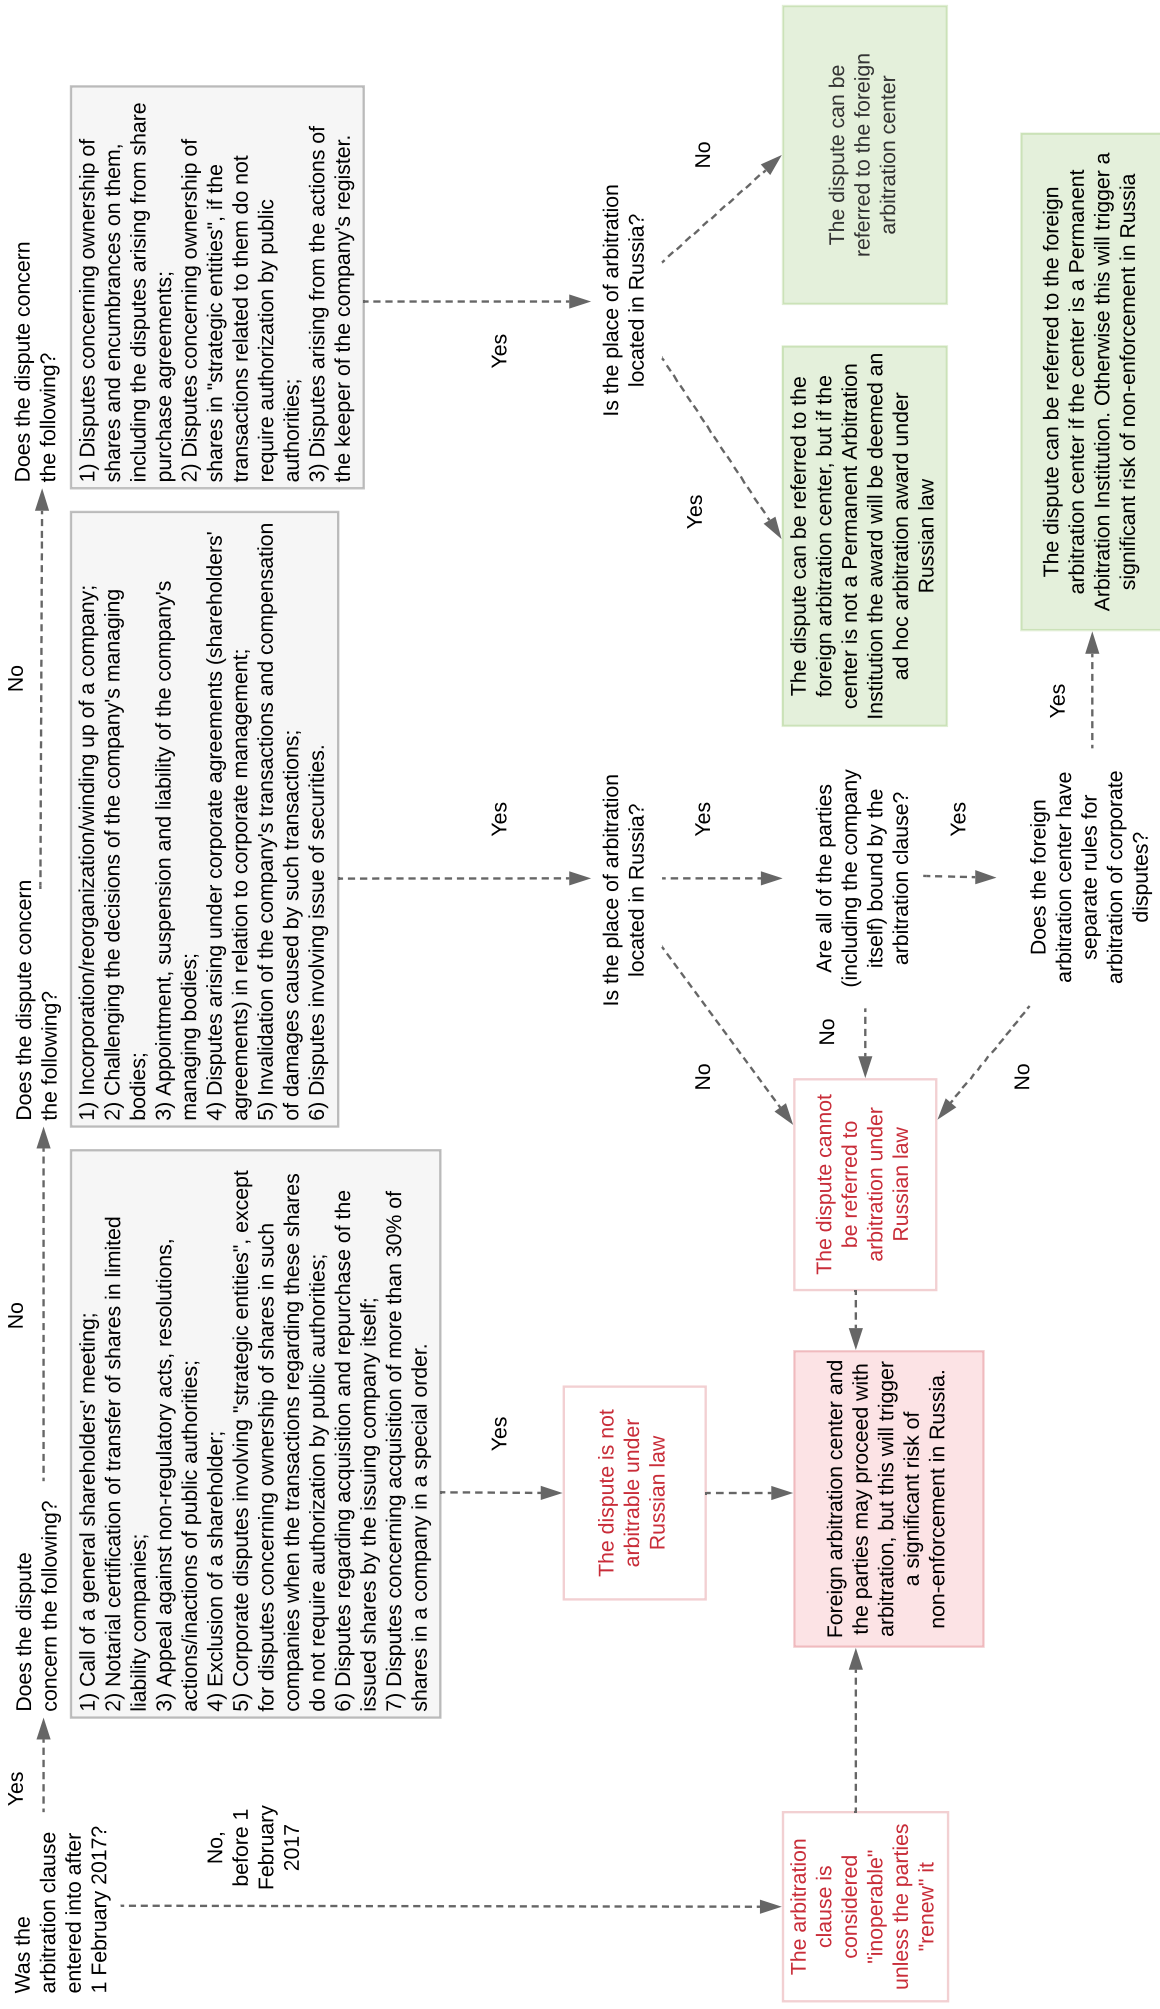 Was the
arbitration clause
entered into after
1 February 2017?
Yes
No,
before 1
February
2017
The arbitration
clause is
considered
"inoperable"
unless the parties
"renew" it
Does the dispute
concern the following?
1) Call of a general shareholders' meeting;
2) Notarial certification of transfer of shares in limited
liability companies;
3) Appeal against non-regulatory acts, resolutions,
actions/inactions of public authorities;
4) Exclusion of a shareholder;
5) Corporate disputes involving "strategic entities", except
for disputes concerning ownership of shares in such
companies when the transactions regarding these shares
do not require authorization by public authorities;
6) Disputes regarding acquisition and repurchase of the
issued shares by the issuing company itself;
7) Disputes concerning acquisition of more than 30% of
shares in a company in a special order.
No
Yes
The dispute is not
arbitrable under
Russian law
Foreign arbitration center and
the parties may proceed with
arbitration, but this will trigger
a significant risk of
non-enforcement in Russia.
Does the dispute concern
the following?
1) Incorporation/reorganization/winding up of a company;
2) Challenging the decisions of the company's managing
bodies;
3) Appointment, suspension and liability of the company's
managing bodies;
4) Disputes arising under corporate agreements (shareholders'
agreements) in relation to corporate management;
5) Invalidation of the company's transactions and compensation
of damages caused by such transactions;
6) Disputes involving issue of securities.
No
Yes
Is the place of arbitration
located in Russia?
No
Yes
The dispute cannot
be referred to
arbitration under
Russian law
Are all of the parties
(including the company
itself) bound by the
arbitration clause?
No
Yes
Does the foreign
arbitration center have
separate rules for
arbitration of corporate
disputes?
No
Yes
The dispute can be referred to the foreign
arbitration center if the center is a Permanent
Arbitration Institution. Otherwise this will trigger a
significant risk of non-enforcement in Russia
Does the dispute concern
the following?
1) Disputes concerning ownership of
shares and encumbrances on them,
including the disputes arising from share
purchase agreements;
2) Disputes concerning ownership of
shares in "strategic entities", if the
transactions related to them do not
require authorization by public
authorities;
3) Disputes arising from the actions of
the keeper of the company's register.
Yes
Is the place of arbitration
located in Russia?
Yes
No
The dispute can be referred to the
foreign arbitration center, but if the
center is not a Permanent Arbitration
Institution the award will be deemed an
ad hoc arbitration award under
Russian law
The dispute can be
referred to the foreign
arbitration center